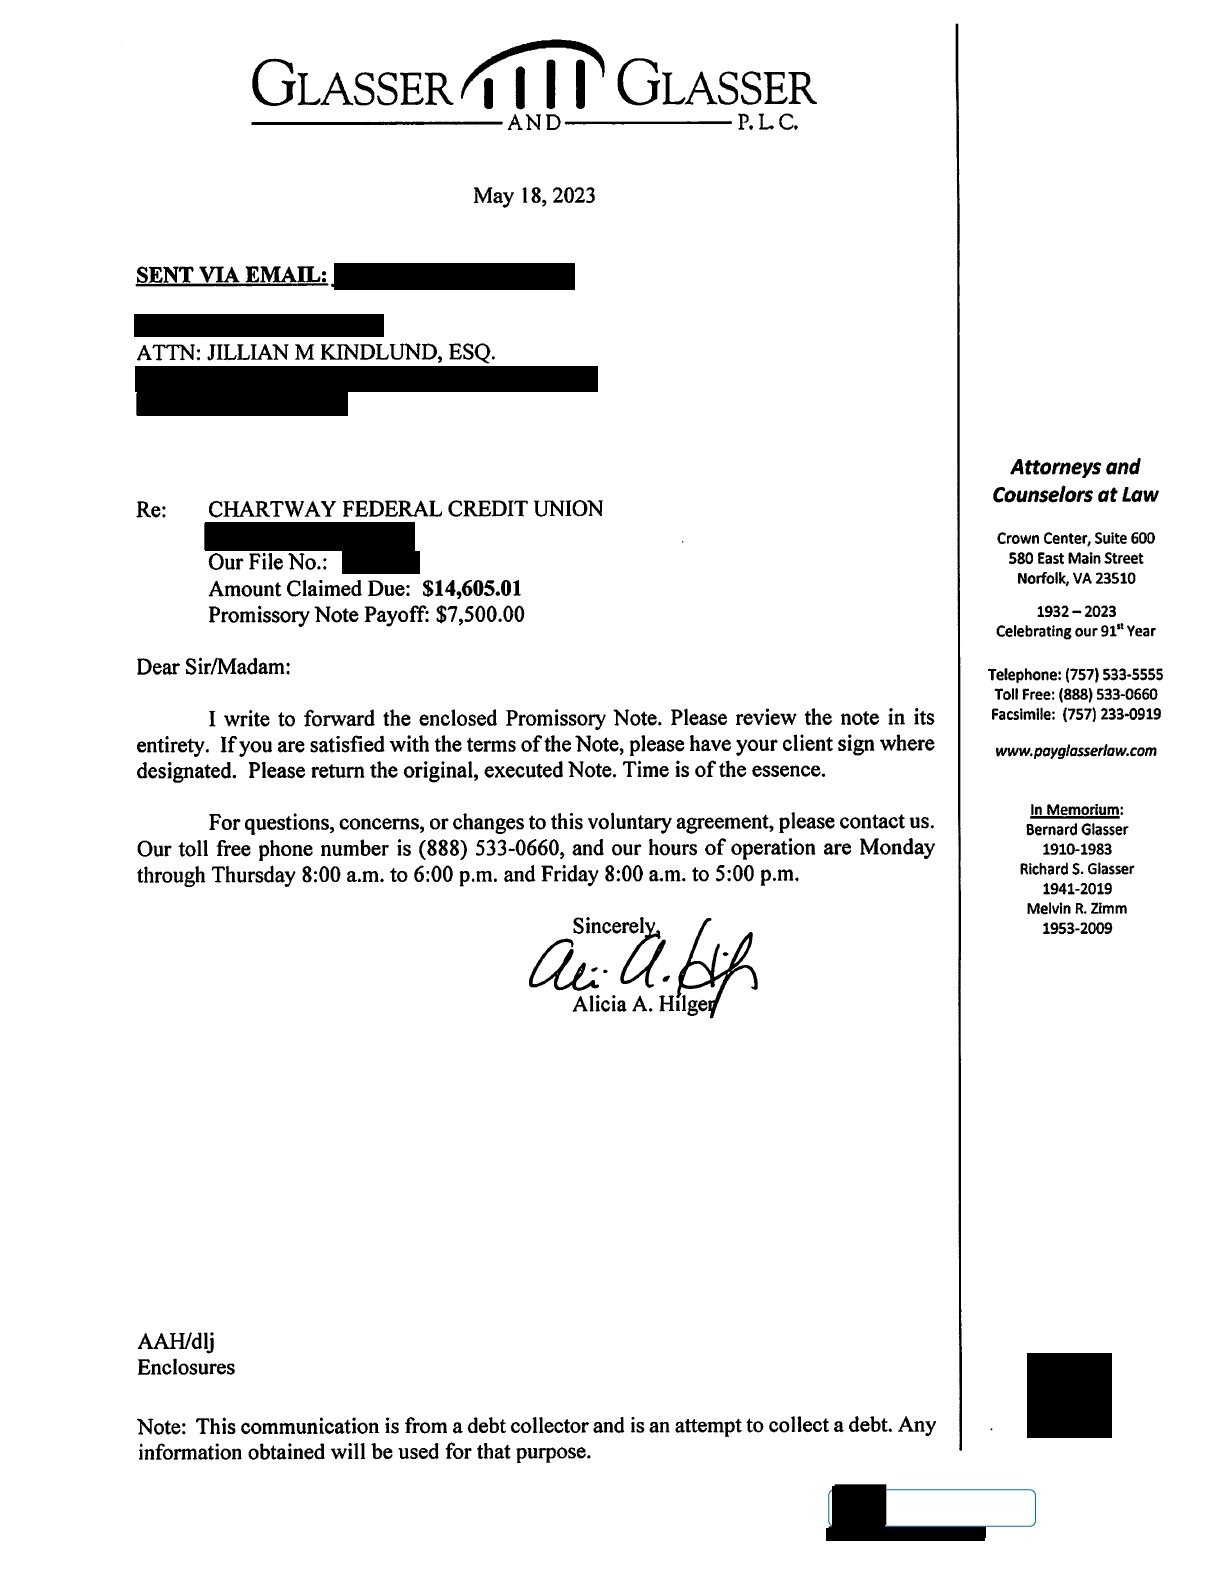 GLASSER GLASSER
AND P.L.C.
May 18, 2023
SENT VIA EMAIL:
ATTN: JILLIAN M KINDLUND, ESQ.
Re: CHARTWAY FEDERAL CREDIT UNION
Our File No.:
Amount Claimed Due: $14,605.01
Promissory Note Payoff: $7,500.00
Dear Sir/Madam:
I write to forward the enclosed Promissory Note. Please review the note in its
entirety. If you are satisfied with the terms of the Note, please have your client sign where
designated. Please return the original, executed Note. Time is of the essence.
For questions, concerns, or changes to this voluntary agreement, please contact us.
Our toll free phone number is (888) 533-0660, and our hours of operation are Monday
through Thursday 8:00 a.m. to 6:00 p.m. and Friday 8:00 a.m. to 5:00 p.m.
Sincerely,
Alicia A. Hilger
AAH/dlj
Enclosures
Note: This communication is from a debt collector and is an attempt to collect a debt. Any
information obtained will be used for that purpose.
Attorneys and
Counselors at Law
Crown Center, Suite 600
580 East Main Street
Norfolk, VA 23510
1932 – 2023
Celebrating our 91st Year
Telephone: (757) 533-5555
Toll Free: (888) 533-0660
Facsimile: (757) 233-0919
www.payglasserlaw.com
In Memorium:
Bernard Glasser
1910-1983
Richard S. Glasser
1941-2019
Melvin R. Zimm
1953-2009